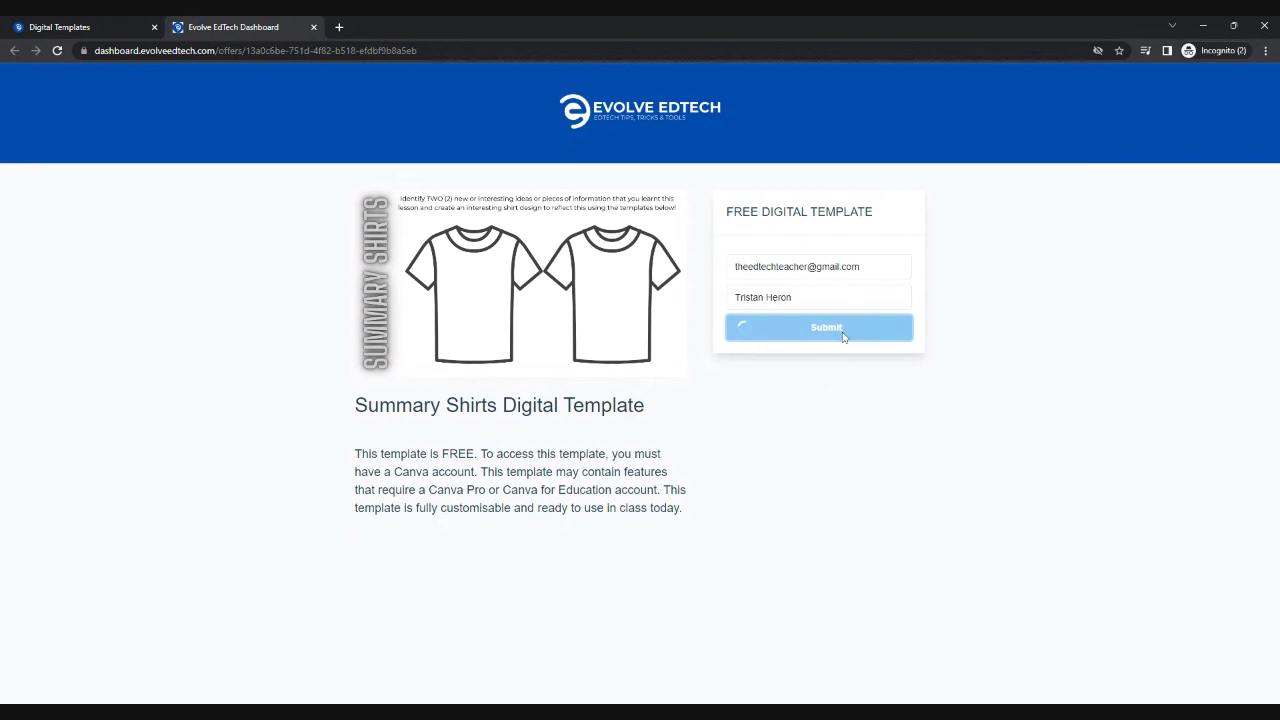 Digital Templates
Evolve EdTech Dashboard
dashboard.evolveedtech.com/offers/13a0c6be-751d-4f82-b518-efdbf9b8a5eb
Incognito (2)
EVOLVE EDTECH
EDTECH TIPS, TRICKS & TOOLS
SUMMARY SHIRTS
Identify TWO (2) new or interesting ideas or pieces of information that you learnt this
lesson and create an interesting shirt design to reflect this using the templates below!
FREE DIGITAL TEMPLATE
theedtechteacher@gmail.com
Tristan Heron
Submit
Summary Shirts Digital Template
This template is FREE. To access this template, you must
have a Canva account. This template may contain features
that require a Canva Pro or Canva for Education account. This
template is fully customisable and ready to use in class today.